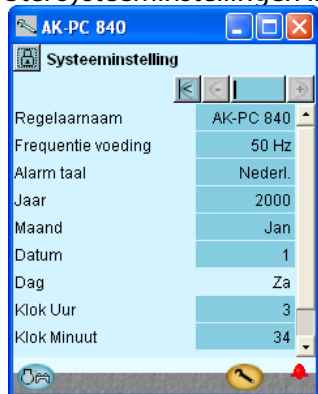 AK-PC 840
Systeeminstelling
Regelaarnaam AK-PC 840
Frequentie voeding 50 Hz
Alarm taal Nederl.
Jaar 2000
Maand Jan
Datum 1
Dag Za
Klok Uur 3
Klok Minuut 34